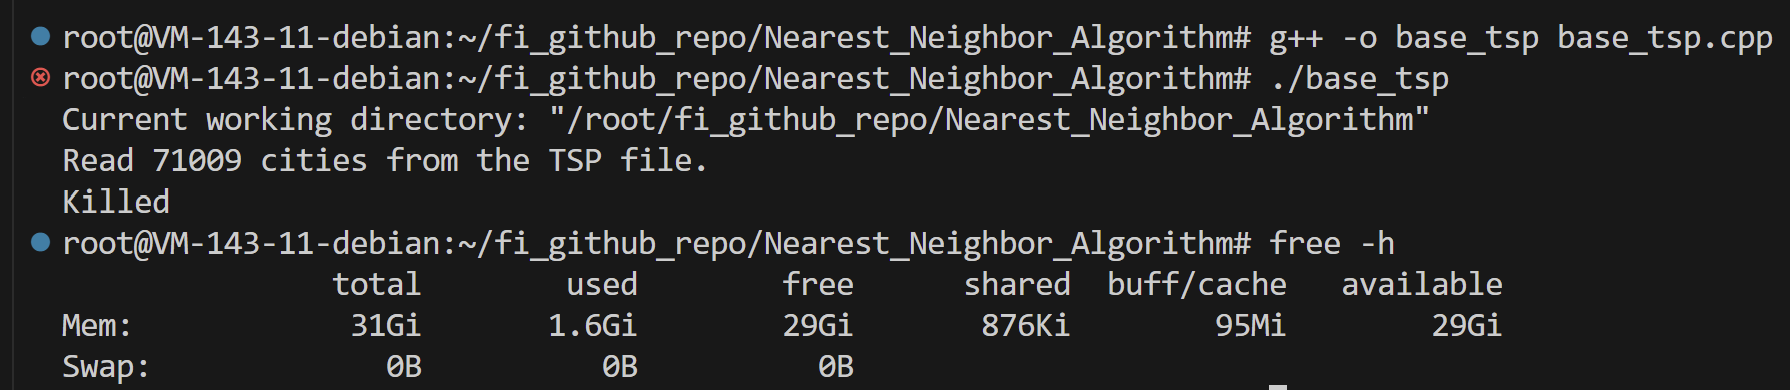 root@VM-143-11-debian:~/fi_github_repo/Nearest_Neighbor_Algorithm# g++ -o base_tsp base_tsp.cpp
root@VM-143-11-debian:~/fi_github_repo/Nearest_Neighbor_Algorithm# ./base_tsp
Current working directory: "/root/fi_github_repo/Nearest_Neighbor_Algorithm"
Read 71009 cities from the TSP file.
Killed
root@VM-143-11-debian:~/fi_github_repo/Nearest_Neighbor_Algorithm# free -h
               total        used        free      shared  buff/cache   available
Mem:            31Gi       1.6Gi        29Gi       876Ki        95Mi        29Gi
Swap:             0B          0B          0B